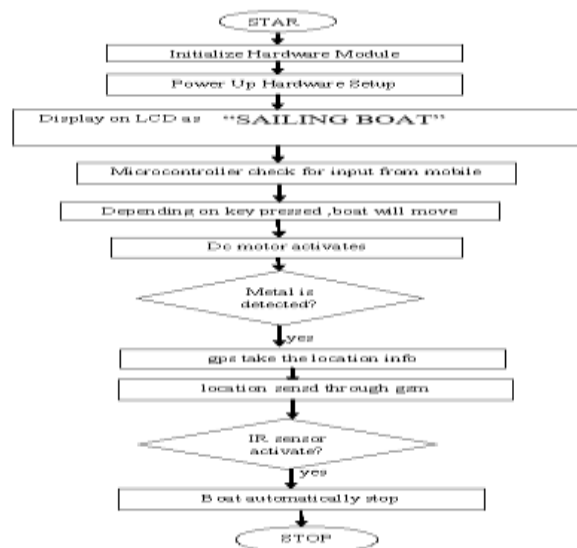 STAR
Initialize Hardware Module
Power Up Hardware Setup
Display on LCD as "SAILING BOAT"
Microcontroller check for input from mobile
Depending on key pressed ,boat will move
Dc motor activates
Metal is
detected?
yes
gps take the location info
location sensd through gsm
IR sensor
activate?
yes
Boat automatically stop
STOP